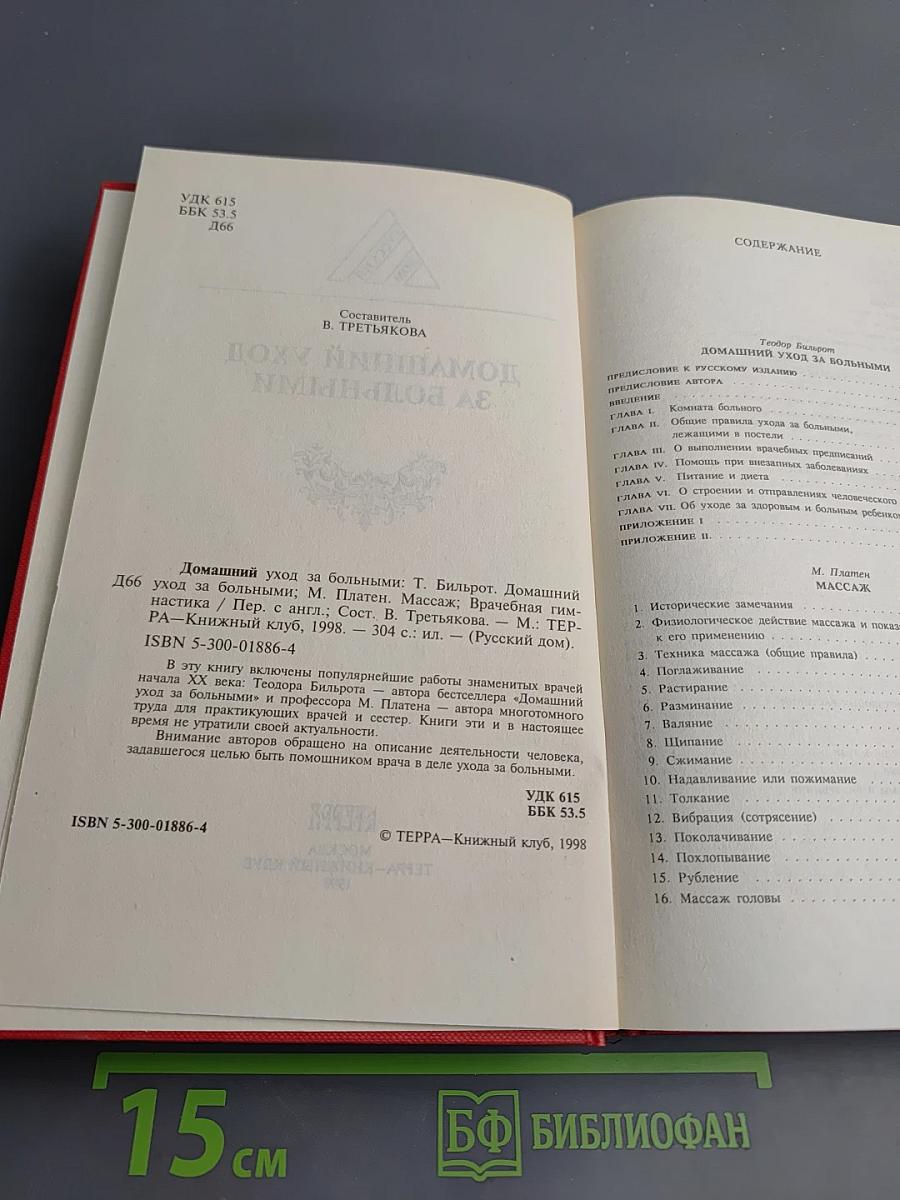 УДК 615
ББК 53.5
Д66
Составитель
В. ТРЕТЬЯКОВА
Домашний уход за больными: Т. Бильрот. Домашний
Д66 уход за больными; М. Платен. Массаж; Врачебная гим-
настика / Пер. с англ.; Сост. В. Третьякова. — М.: ТЕР-
РА—Книжный клуб, 1998. — 304 с.: ил. — (Русский дом).
ISBN 5-300-01886-4
В эту книгу включены популярнейшие работы знаменитых врачей
начала XX века: Теодора Бильрота — автора бестселлера «Домашний
уход за больными» и профессора М. Платена — автора многотомного
труда для практикующих врачей и сестер. Книги эти и в настоящее
время не утратили своей актуальности.
Внимание авторов обращено на описание деятельности человека,
задавшегося целью быть помощником врача в деле ухода за больными.
УДК 615
ББК 53.5
ISBN 5-300-01886-4
© ТЕРРА—Книжный клуб, 1998
СОДЕРЖАНИЕ
Теодор Бильрот
ДОМАШНИЙ УХОД ЗА БОЛЬНЫМИ
ПРЕДИСЛОВИЕ К РУССКОМУ ИЗДАНИЮ
ПРЕДИСЛОВИЕ АВТОРА
ВВЕДЕНИЕ
ГЛАВА I. Комната больного
ГЛАВА II. Общие правила ухода за больными,
лежащими в постели
ГЛАВА III. О выполнении врачебных предписаний
ГЛАВА IV. Помощь при внезапных заболеваниях
ГЛАВА V. Питание и диета
ГЛАВА VI. О строении и отправлениях человеческого
ГЛАВА VII. Об уходе за здоровым и больным ребенко
ПРИЛОЖЕНИЕ I
ПРИЛОЖЕНИЕ II.
М. Платен
МАССАЖ
1. Исторические замечания
2. Физиологическое действие массажа и показа
к его применению
3. Техника массажа (общие правила)
4. Поглаживание
5. Растирание
6. Разминание
7. Валяние
8. Щипание
9. Сжимание
10. Надавливание или пожимание
11. Толкание
12. Вибрация (сотрясение)
13. Поколачивание
14. Похлопывание
15. Рубление
16. Массаж головы
15 см
БФ БИБЛИОФАН